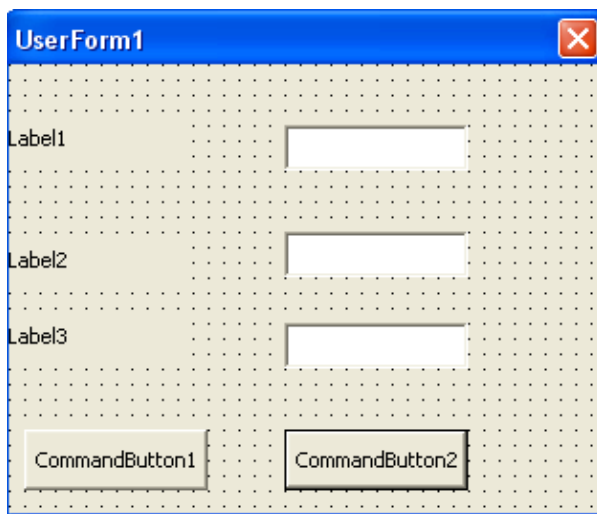 UserForm1
Label1
Label2
Label3
CommandButton1 CommandButton2